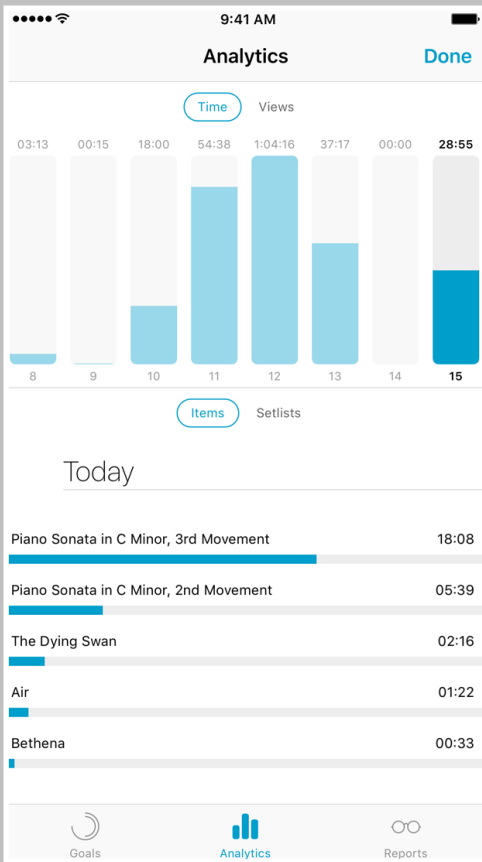 9:41 AM
Analytics Done
Time Views
03:13 00:15 18:00 54:38 1:04:16 37:17 00:00 28:55
8 9 10 11 12 13 14 15
Items Setlists
Today
Piano Sonata in C Minor, 3rd Movement 18:08
Piano Sonata in C Minor, 2nd Movement 05:39
The Dying Swan 02:16
Air 01:22
Bethena 00:33
Goals Analytics Reports